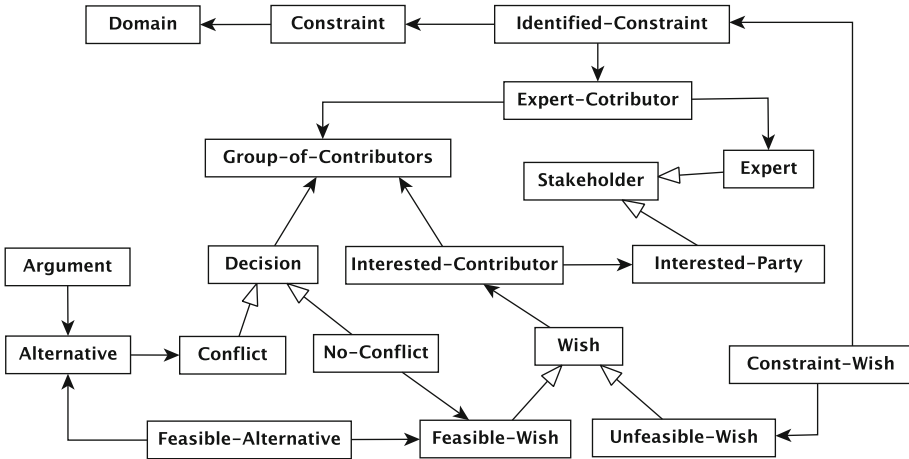 Domain
Constraint
Identified-Constraint
Expert-Cotributor
Group-of-Contributors
Expert
Stakeholder
Argument
Decision
Interested-Contributor
Interested-Party
Alternative
Conflict
No-Conflict
Wish
Constraint-Wish
Feasible-Alternative
Feasible-Wish
Unfeasible-Wish